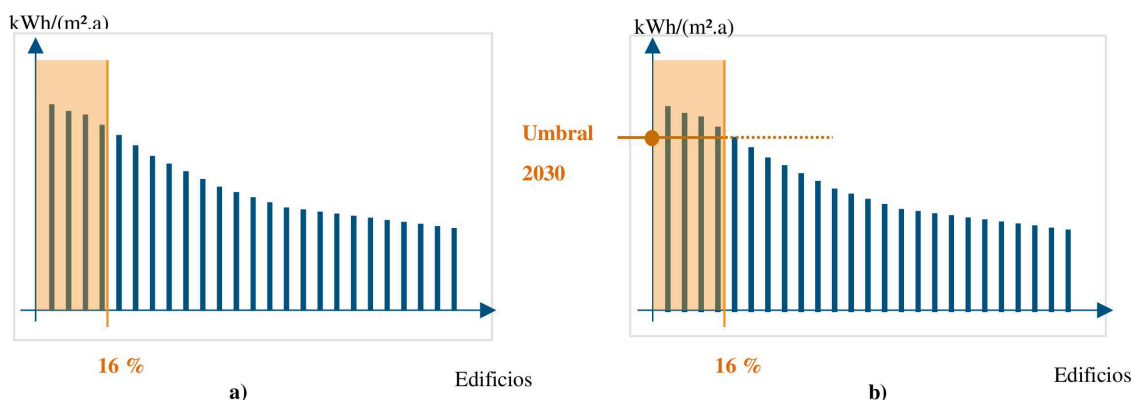 kWh/(m².a)
16 %
Edificios
a)
kWh/(m².a)
Umbral
2030
16 %
Edificios
b)